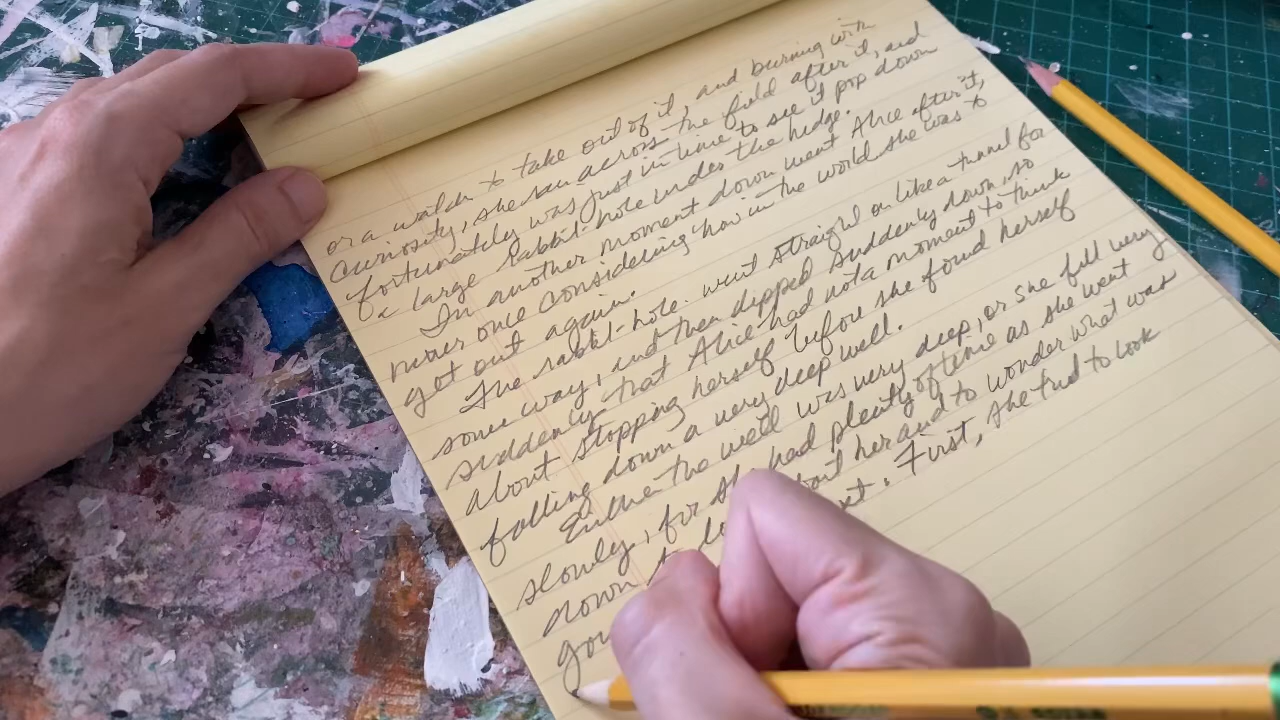 or a watch to take out of it, and burning with
curiosity, she ran across the field after it, and
fortunately was just in time to see it pop down
a large rabbit-hole under the hedge.
In another moment down went Alice after it,
never once considering how in the world she was to
get out again.
The rabbit-hole went straight on like a tunnel for
some way, and then dipped suddenly down, so
suddenly that Alice had not a moment to think
about stopping herself before she found herself
falling down a very deep well.
Either the well was very deep, or she fell very
slowly, for she had plenty of time as she went
down to look about her and to wonder what was
First, she tried to look